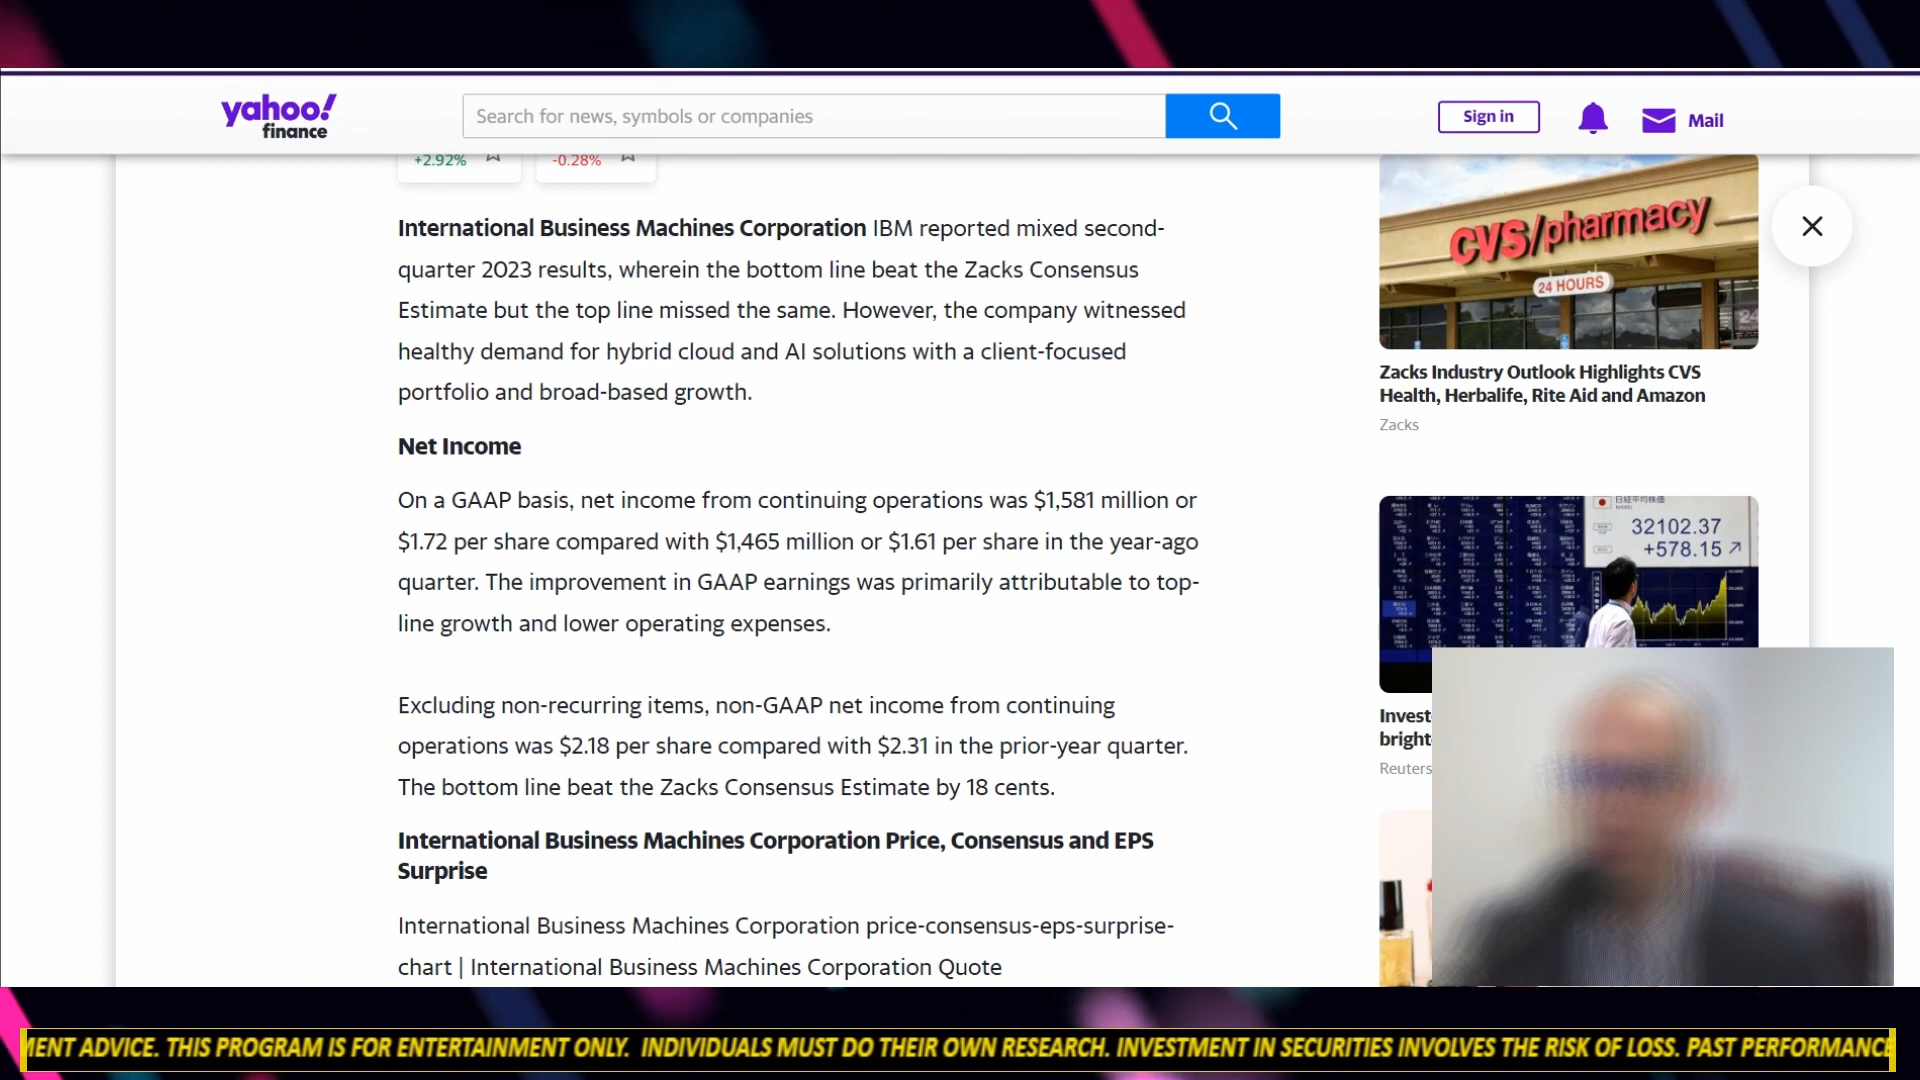 yahoo!
finance
Search for news, symbols or companies
Sign in
Mail
+2.92%
-0.28%
International Business Machines Corporation IBM reported mixed second-
quarter 2023 results, wherein the bottom line beat the Zacks Consensus
Estimate but the top line missed the same. However, the company witnessed
healthy demand for hybrid cloud and AI solutions with a client-focused
portfolio and broad-based growth.
Net Income
On a GAAP basis, net income from continuing operations was $1,581 million or
$1.72 per share compared with $1,465 million or $1.61 per share in the year-ago
quarter. The improvement in GAAP earnings was primarily attributable to top-
line growth and lower operating expenses.
Excluding non-recurring items, non-GAAP net income from continuing
operations was $2.18 per share compared with $2.31 in the prior-year quarter.
The bottom line beat the Zacks Consensus Estimate by 18 cents.
International Business Machines Corporation Price, Consensus and EPS
Surprise
International Business Machines Corporation price-consensus-eps-surprise-
chart | International Business Machines Corporation Quote
CVS/pharmacy
24 HOURS
24
Zacks Industry Outlook Highlights CVS
Health, Herbalife, Rite Aid and Amazon
Zacks
日経平均株価
32102.37
+578.15
Invest
bright
Reuters
MENT ADVICE. THIS PROGRAM IS FOR ENTERTAINMENT ONLY. INDIVIDUALS MUST DO THEIR OWN RESEARCH. INVESTMENT IN SECURITIES INVOLVES THE RISK OF LOSS. PAST PERFORMANCE